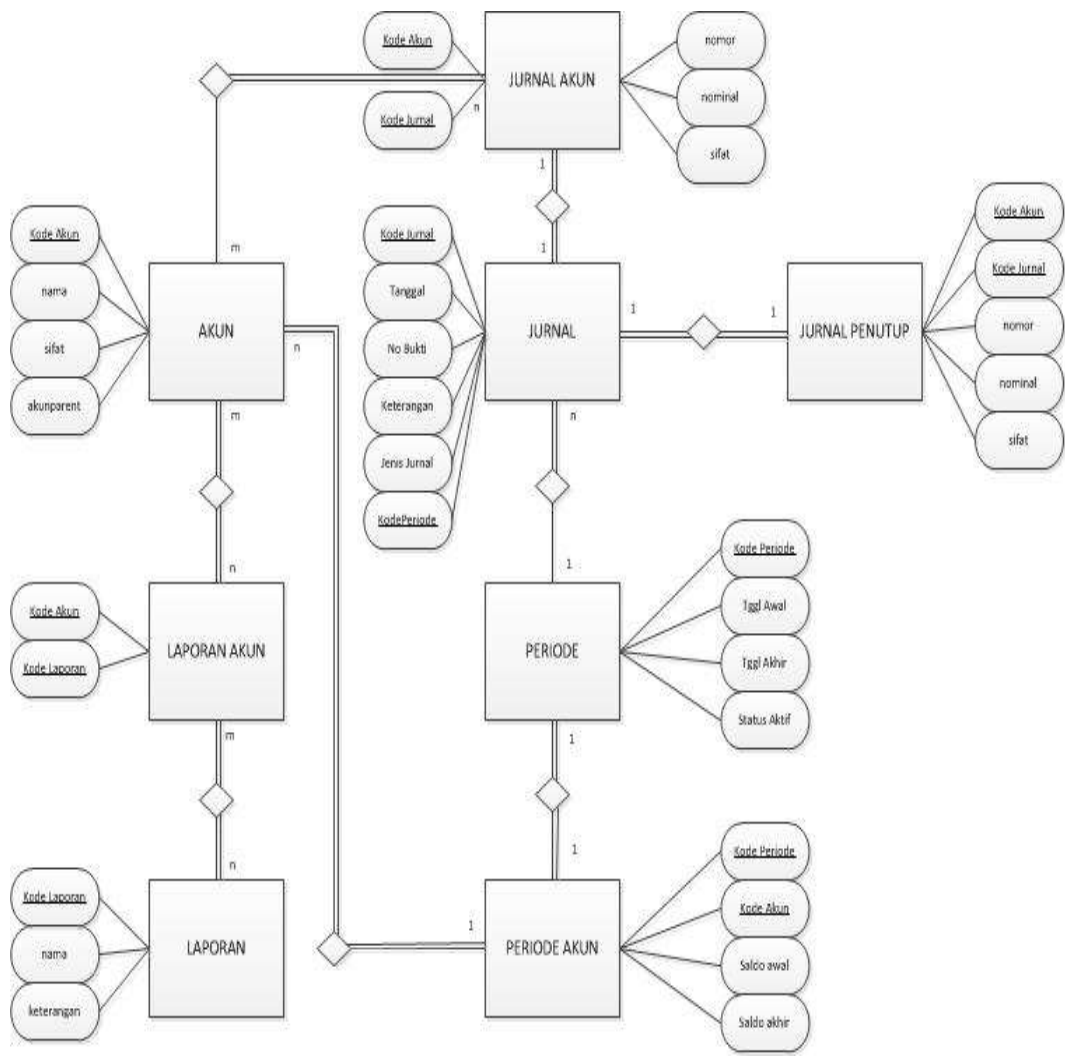 Kode Akun
Kode Jurnal
n
JURNAL AKUN
nomor
nominal
sifat
1
m
1
Kode Akun
nama
sifat
akunparent
AKUN
n
m
Kode Jurnal
Tanggal
No Bukti
Keterangan
Jenis Jurnal
KodePeriode
JURNAL
1
1
n
JURNAL PENUTUP
Kode Akun
Kode Jurnal
nomor
nominal
sifat
n
Kode Akun
Kode Laporan
LAPORAN AKUN
m
1
PERIODE
Kode Periode
Tggl Awal
Tggl Akhir
Status Aktif
1
1
n
Kode Laporan
nama
keterangan
LAPORAN
1
PERIODE AKUN
Kode Periode
Kode Akun
Saldo awal
Saldo akhir